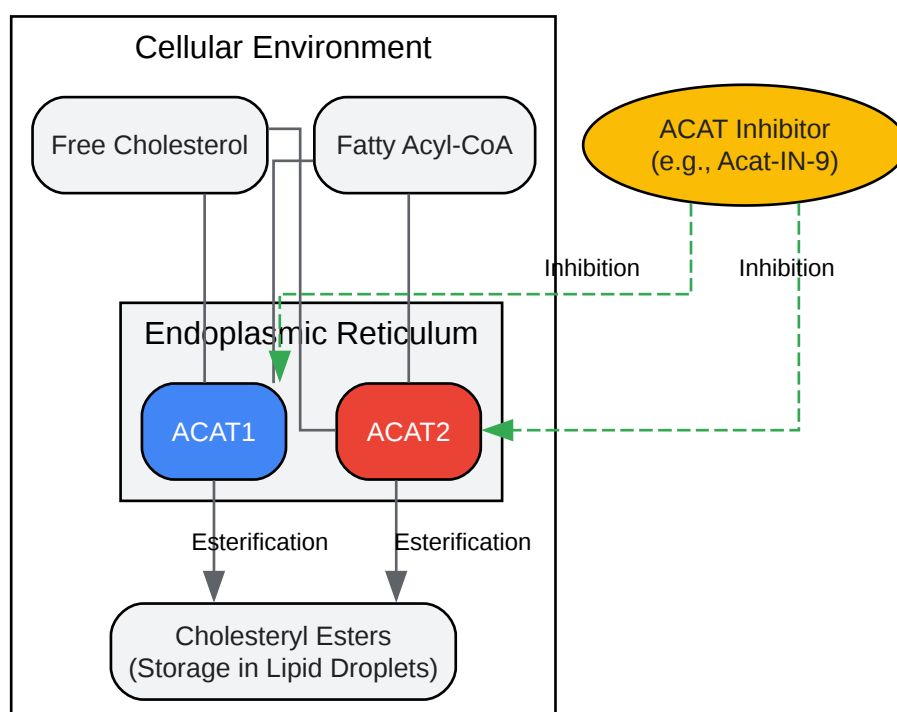 Cellular Environment
Free Cholesterol
Fatty Acyl-CoA
ACAT Inhibitor
(e.g., Acat-IN-9)
Inhibition
Inhibition
Endoplasmic Reticulum
ACAT1
ACAT2
Esterification
Esterification
Cholesteryl Esters
(Storage in Lipid Droplets)